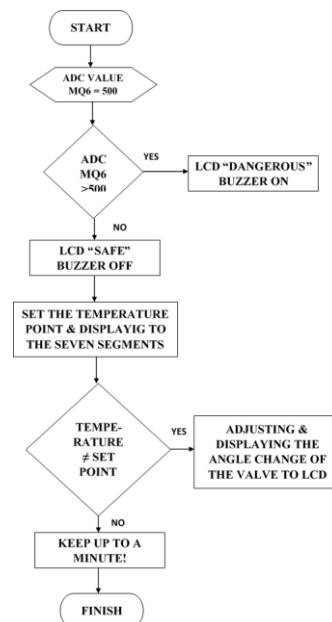 START
ADC VALUE
MQ6 = 500
ADC
MQ6
>500
YES
LCD “DANGEROUS”
BUZZER ON
NO
LCD “SAFE”
BUZZER OFF
SET THE TEMPERATURE
POINT & DISPLAYIG TO
THE SEVEN SEGMENTS
TEMPE-
RATURE
≠ SET
POINT
YES
ADJUSTING &
DISPLAYING THE
ANGLE CHANGE OF
THE VALVE TO LCD
NO
KEEP UP TO A
MINUTE!
FINISH